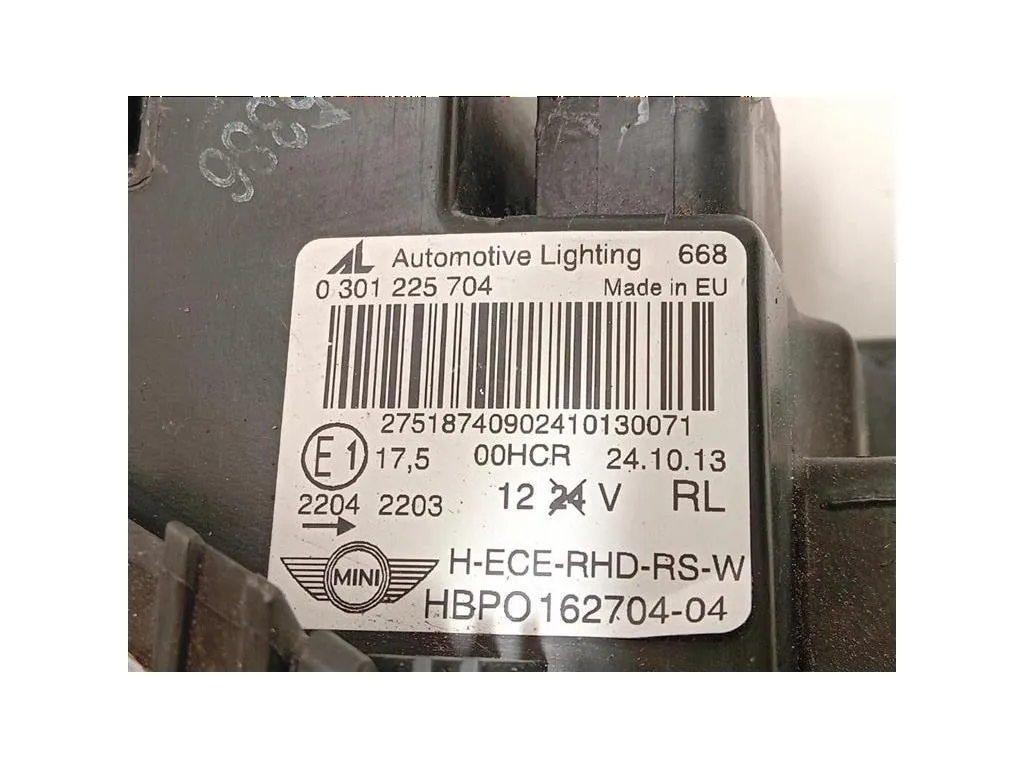 AL Automotive Lighting 668
0 301 225 704 Made in EU
27518740902410130071
E1 17,5 00HCR 24.10.13
2204 2203 12 24 V RL
MINI H-ECE-RHD-RS-W
HBPO162704-04